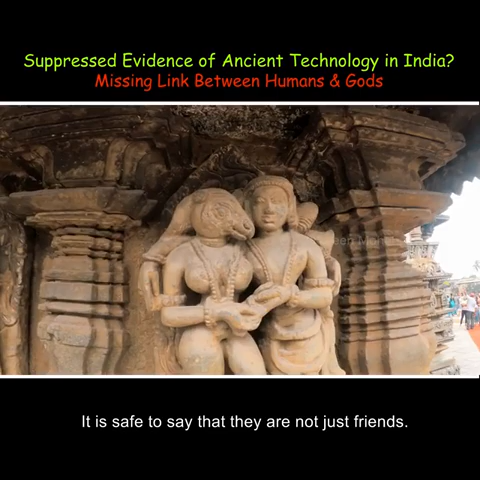 Suppressed Evidence of Ancient Technology in India?
Missing Link Between Humans & Gods
It is safe to say that they are not just friends.